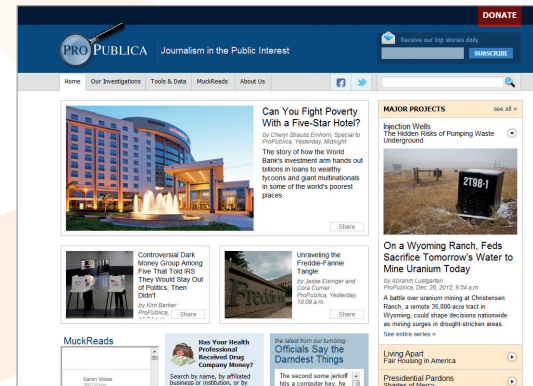 DONATE
PRO PUBLICA
Journalism in the Public Interest
Receive our top stories daily
SUBSCRIBE
Home
Our Investigations
Tools & Data
MuckReads
About Us
Can You Fight Poverty
With a Five-Star Hotel?
by Cheryl Strauss Einhorn, Special to
ProPublica, Yesterday, Midnight
The story of how the World
Bank's investment arm hands out
billions in loans to wealthy
tycoons and giant multinationals
in some of the world's poorest
places.
Share
Controversial Dark
Money Group Among
Five That Told IRS
They Would Stay Out
of Politics, Then
Didn't
by Kim Barker
ProPublica,
Share
Unraveling the
Freddie-Fannie
Tangle
by Jesse Eisinger and
Cora Currier
ProPublica, Yesterday,
10:09 a.m.
Share
Freddie
MuckReads
Karen Weise
Has Your Health
Professional
Received Drug
Company Money?
Search by name, by affiliated
business or institution, or by
the latest from our tumblog
Officials Say the
Darndest Things
The second some jerkoff
hits a computer key, he
MAJOR PROJECTS
see all »
Injection Wells
The Hidden Risks of Pumping Waste
Underground
2T98-1
On a Wyoming Ranch, Feds
Sacrifice Tomorrow's Water to
Mine Uranium Today
by Abrahm Lustgarten
ProPublica, Dec. 26, 2012, 9:54 a.m.
A battle over uranium mining at Christensen
Ranch, a remote 35,000-acre tract in
Wyoming, could shape decisions nationwide
as mining surges in drought-stricken areas.
See entire series »
Living Apart
Fair Housing in America
Presidential Pardons
Shades of Mercy